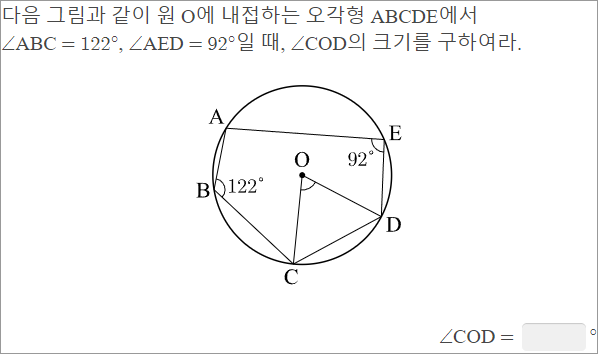 다음 그림과 같이 원 O에 내접하는 오각형 ABCDE에서
∠ABC = 122°, ∠AED = 92°일 때, ∠COD의 크기를 구하여라.
A
E
O
92°
B
122°
D
C
∠COD = °